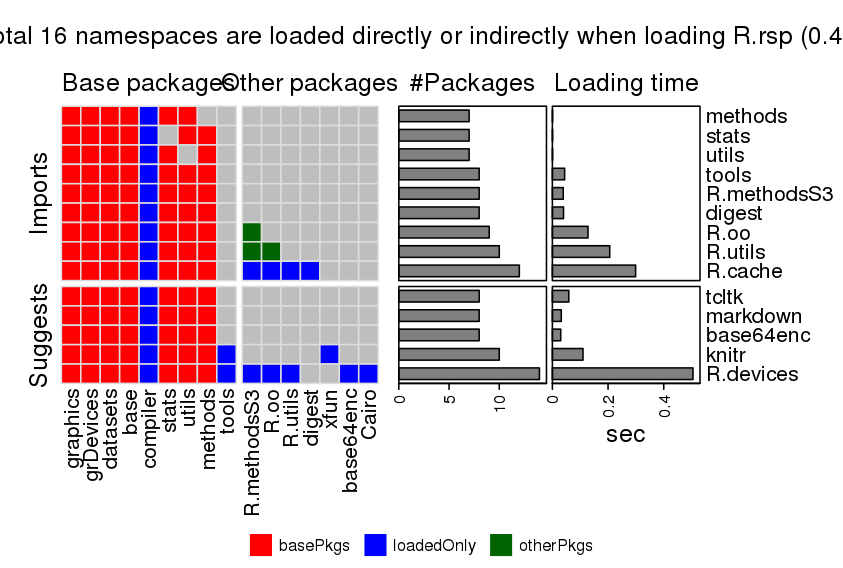 otal 16 namespaces are loaded directly or indirectly when loading R.rsp (0.4
Base packages
Other packages
#Packages
Loading time
Imports
methods
stats
utils
tools
R.methodsS3
digest
R.oo
R.utils
R.cache
Suggests
tcltk
markdown
base64enc
knitr
R.devices
graphics
grDevices
datasets
base
compiler
stats
utils
methods
tools
R.methodsS3
R.oo
R.utils
digest
xfun
base64enc
Cairo
0 5 10
0 0.2 0.4
sec
basePkgs loadedOnly otherPkgs